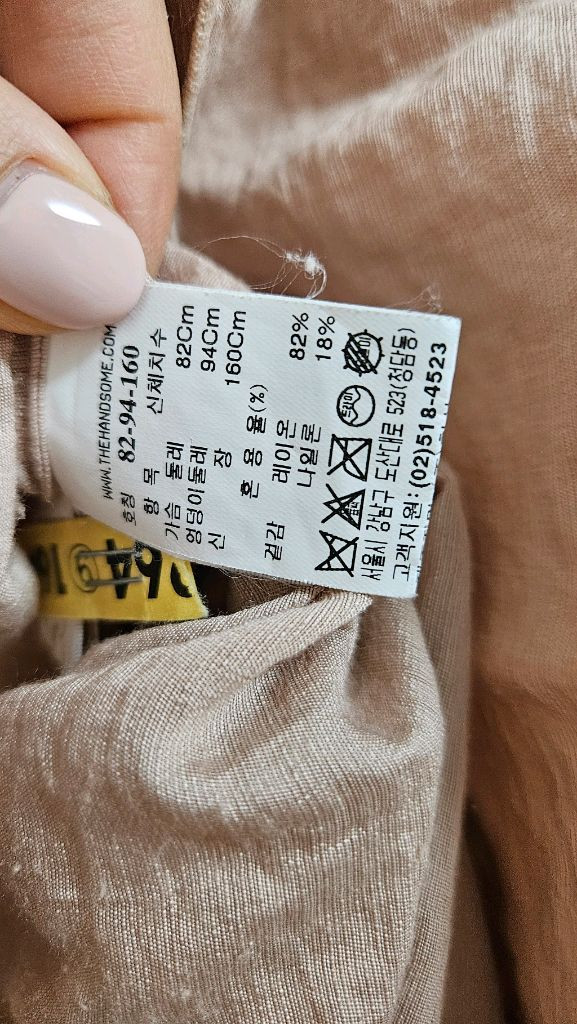 WWW.THEHANDSOME.COM
호칭 82-94-160
항 목 신체치수
가슴 둘레 82Cm
엉덩이둘레 94Cm
신 장 160Cm
혼 용 율(%)
겉감 레이온 82%
나일론 18%
드라이
서울시 강남구 도산대로 523(청담동)
고객지원: (02)518-4523